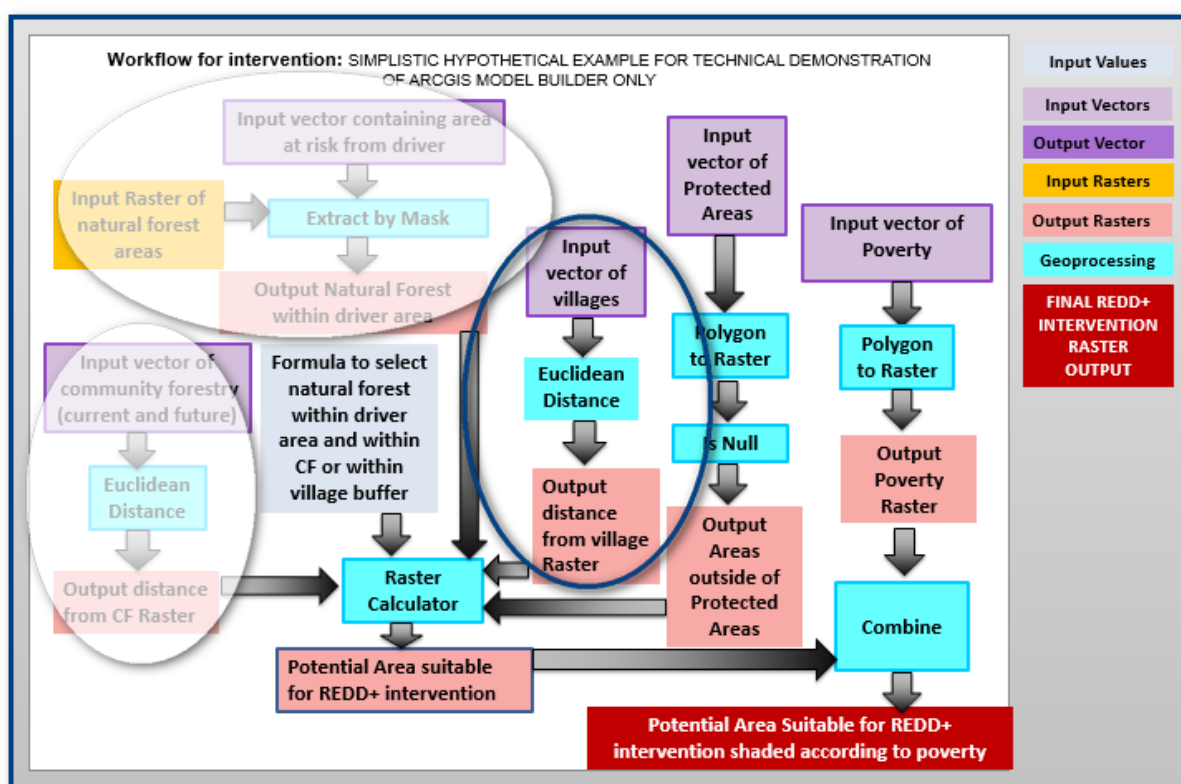 Workflow for intervention: SIMPLISTIC HYPOTHETICAL EXAMPLE FOR TECHNICAL DEMONSTRATION
OF ARCGIS MODEL BUILDER ONLY
Input vector containing area
at risk from driver
Input Raster of
natural forest
areas
Extract by Mask
Output Natural Forest
within driver area
Input vector of
community forestry
(current and future)
Euclidean
Distance
Output distance
from CF Raster
Formula to select
natural forest
within driver
area and within
CF or within
village buffer
Raster
Calculator
Potential Area suitable
for REDD+ intervention
Input
vector of
villages
Euclidean
Distance
Output
distance
from village
Raster
Input
vector of
Protected
Areas
Polygon
to Raster
Is Null
Output
Areas
outside of
Protected
Areas
Input vector of
Poverty
Polygon
to Raster
Output
Poverty
Raster
Combine
Potential Area Suitable for REDD+
intervention shaded according to poverty
Input Values
Input Vectors
Output Vector
Input Rasters
Output Rasters
Geoprocessing
FINAL REDD+
INTERVENTION
RASTER
OUTPUT